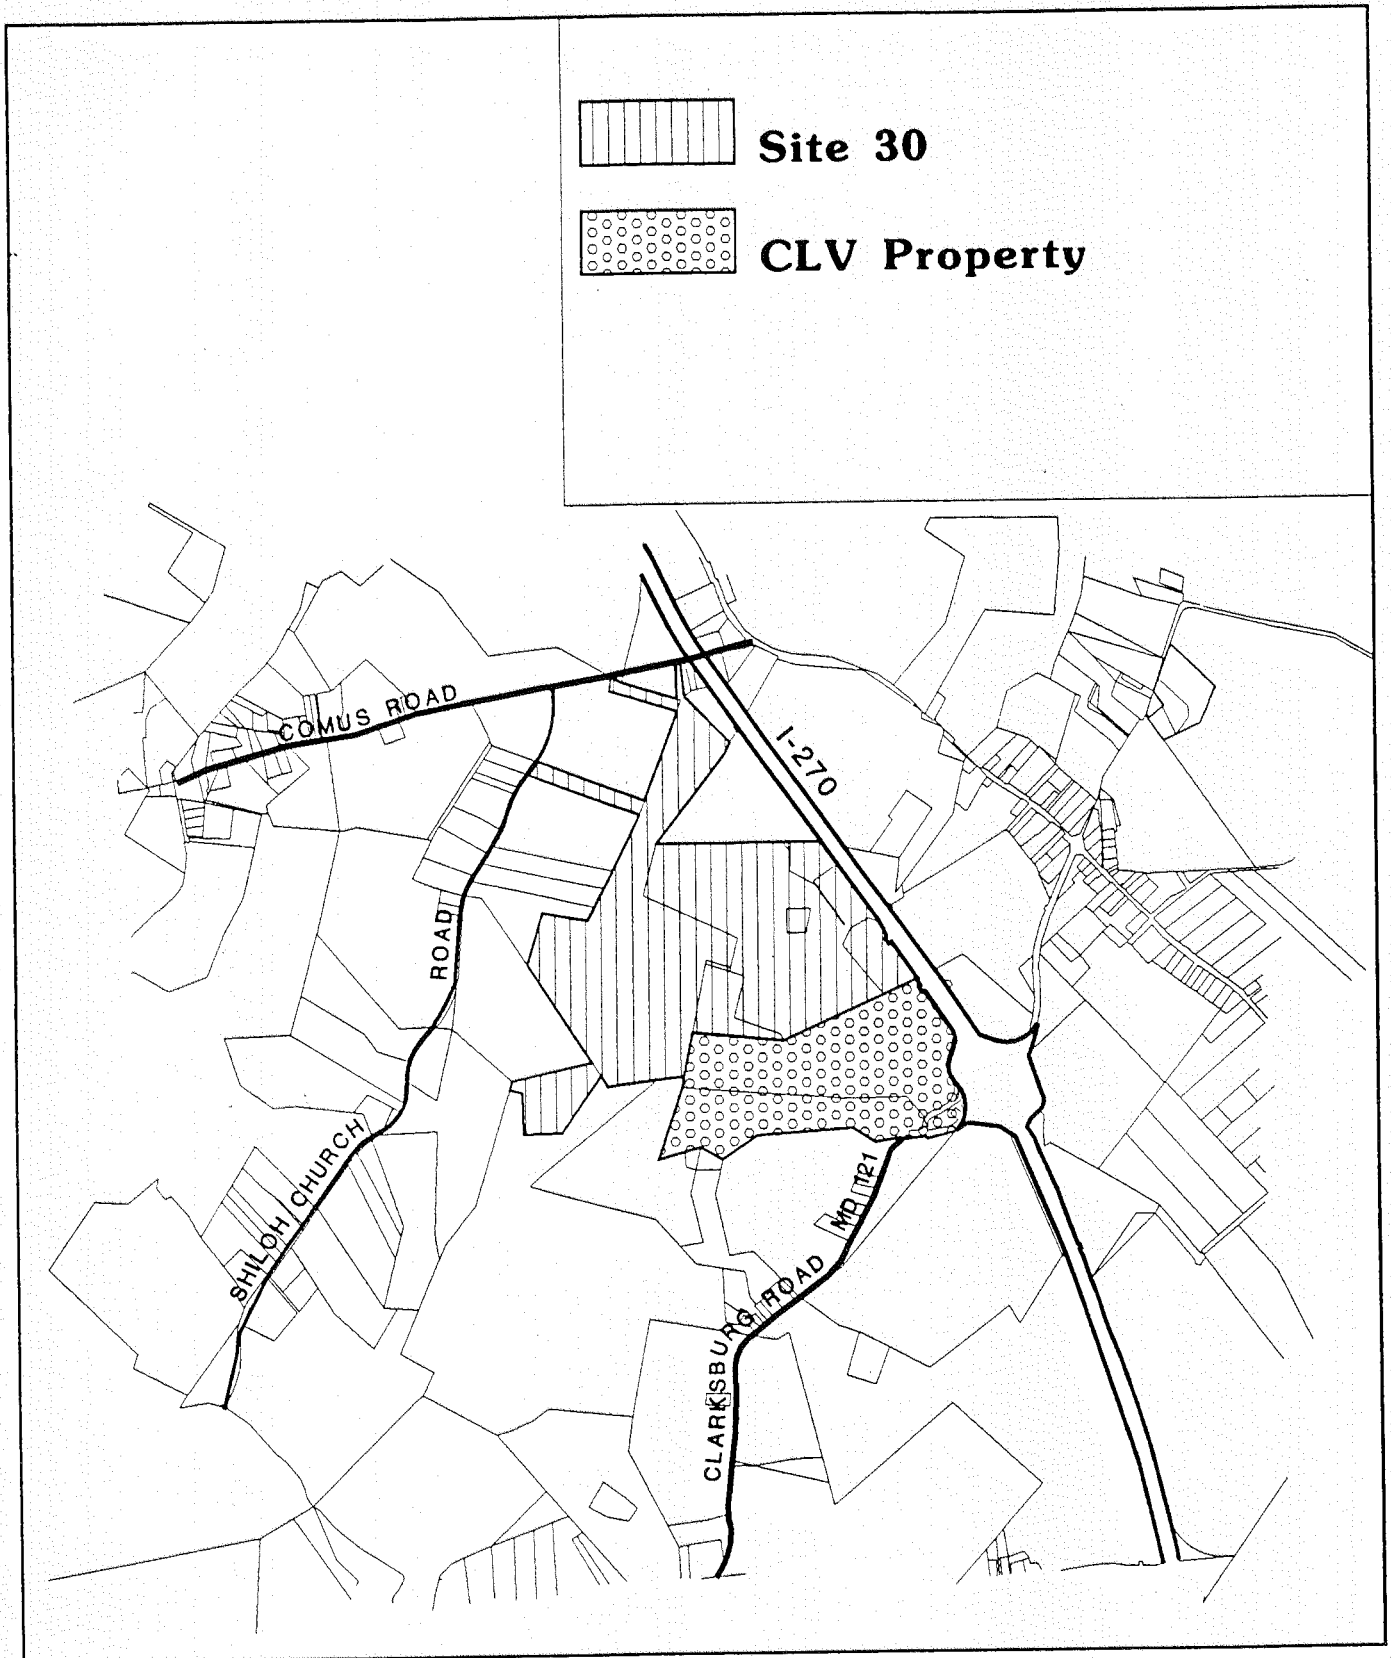 Site 30
CLV Property
COMUS ROAD
I-270
ROAD
SHILOH CHURCH
MD 121
CLARKSBURG ROAD